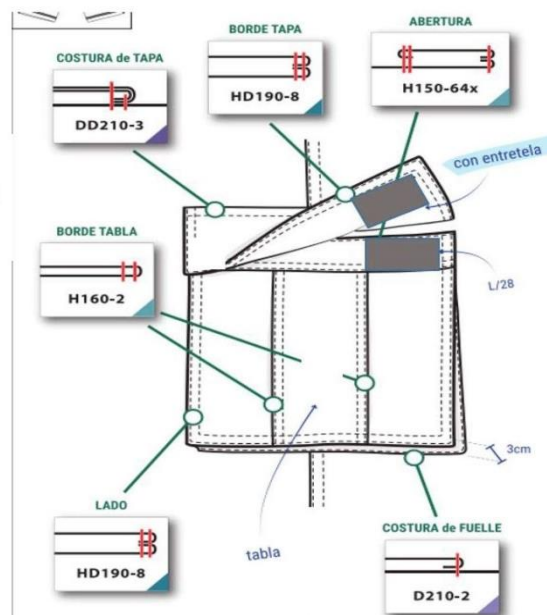 COSTURA de TAPA
DD210-3
BORDE TAPA
HD190-8
ABERTURA
H150-64x
con entretela
BORDE TABLA
H160-2
L/28
3cm
LADO
HD190-8
tabla
COSTURA de FUELLE
D210-2